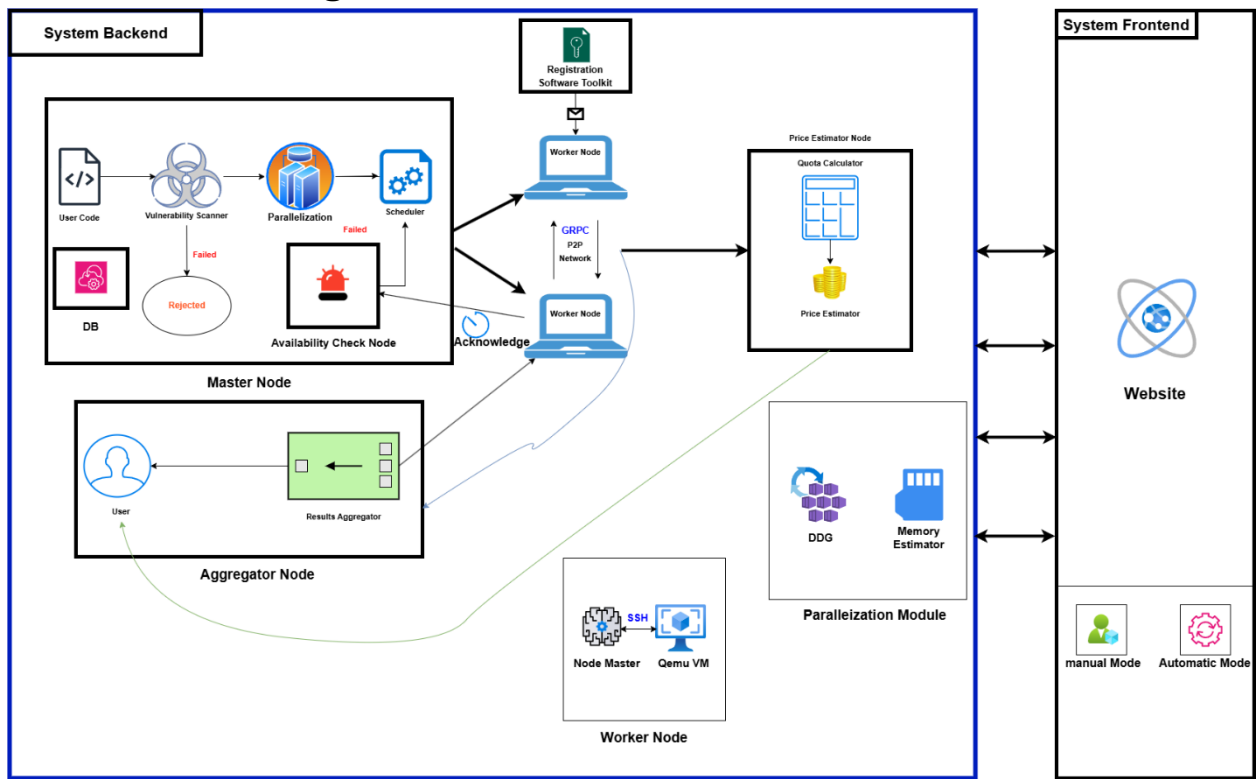 System Backend
System Frontend
Registration
Software Toolkit
Worker Node
User Code
Vulnerability Scanner
Parallelization
Scheduler
Failed
Failed
Rejected
DB
Availability Check Node
Master Node
GRPC
P2P
Network
Worker Node
Acknowledge
Price Estimator Node
Quota Calculator
Price Estimator
User
Results Aggregator
Aggregator Node
DDG
Memory
Estimator
Paralleization Module
SSH
Node Master
Qemu VM
Worker Node
Website
manual Mode
Automatic Mode